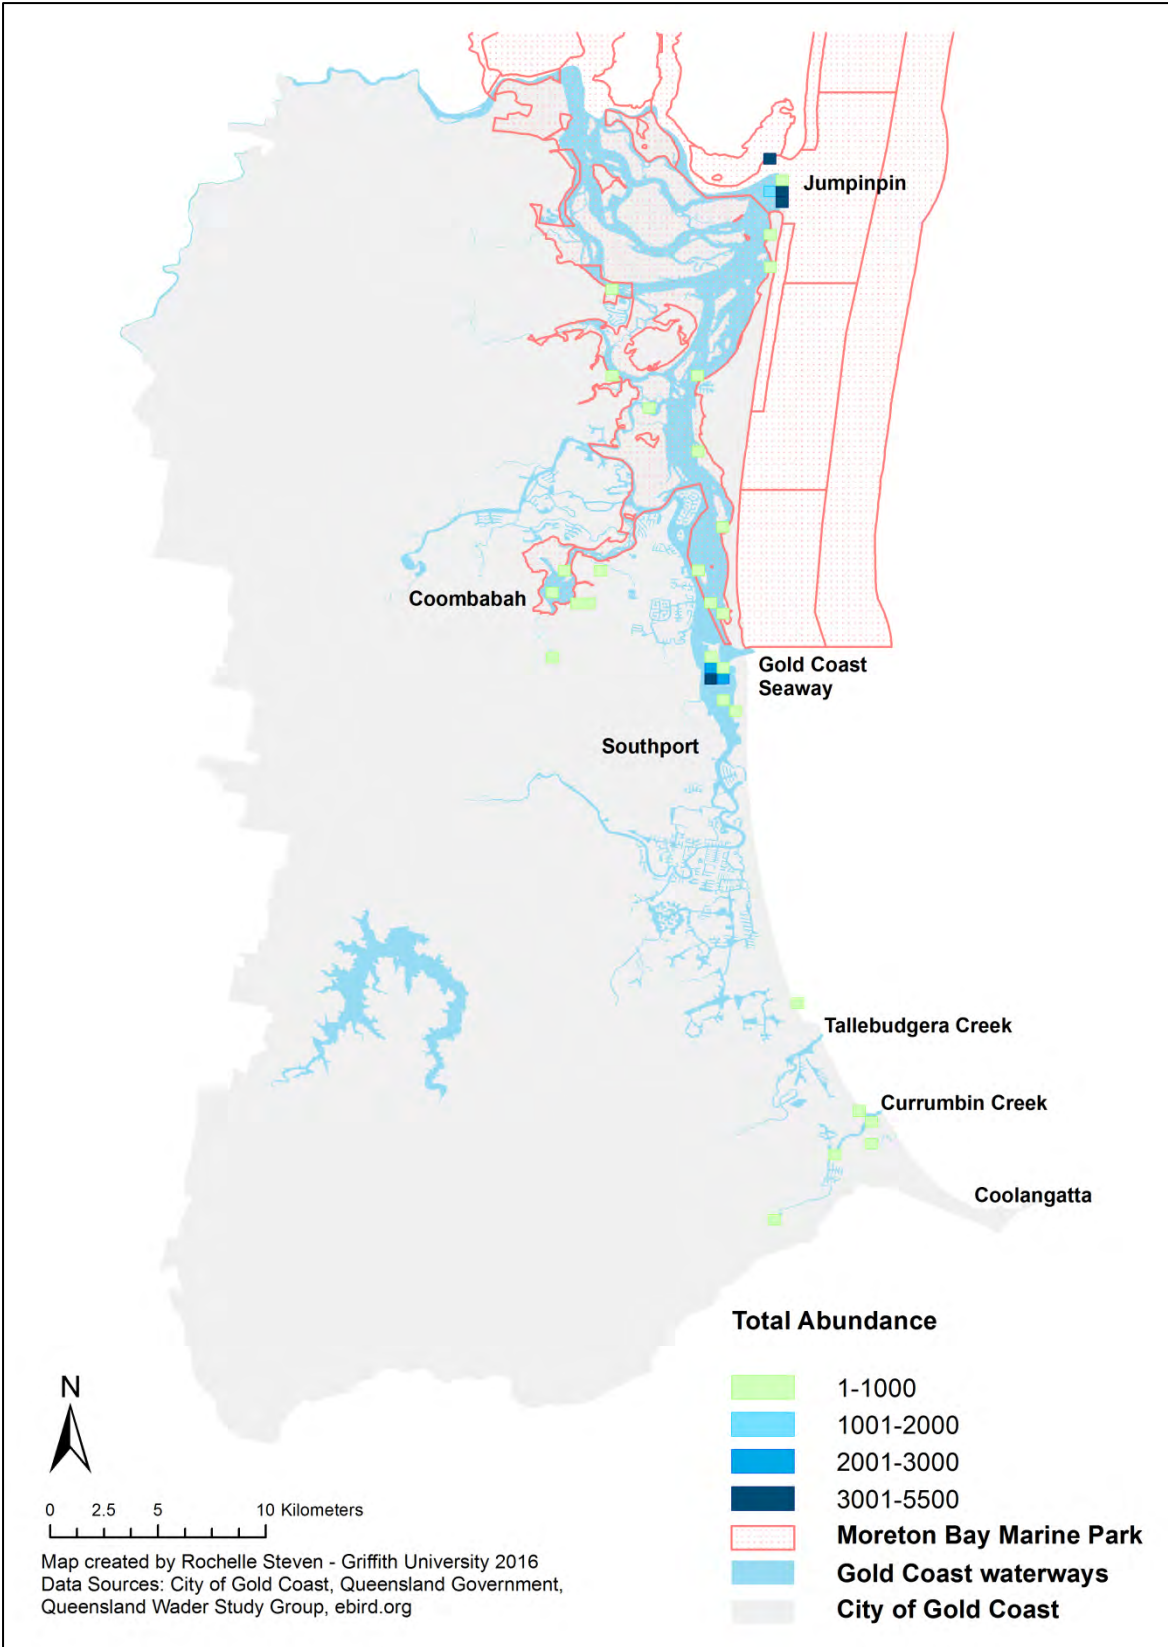 Jumpinpin
Coombabah
Gold Coast
Seaway
Southport
Tallebudgera Creek
Currumbin Creek
Coolangatta
Total Abundance
1-1000
1001-2000
2001-3000
3001-5500
Moreton Bay Marine Park
Gold Coast waterways
City of Gold Coast
N
0 2.5 5 10 Kilometers
Map created by Rochelle Steven - Griffith University 2016
Data Sources: City of Gold Coast, Queensland Government,
Queensland Wader Study Group, ebird.org